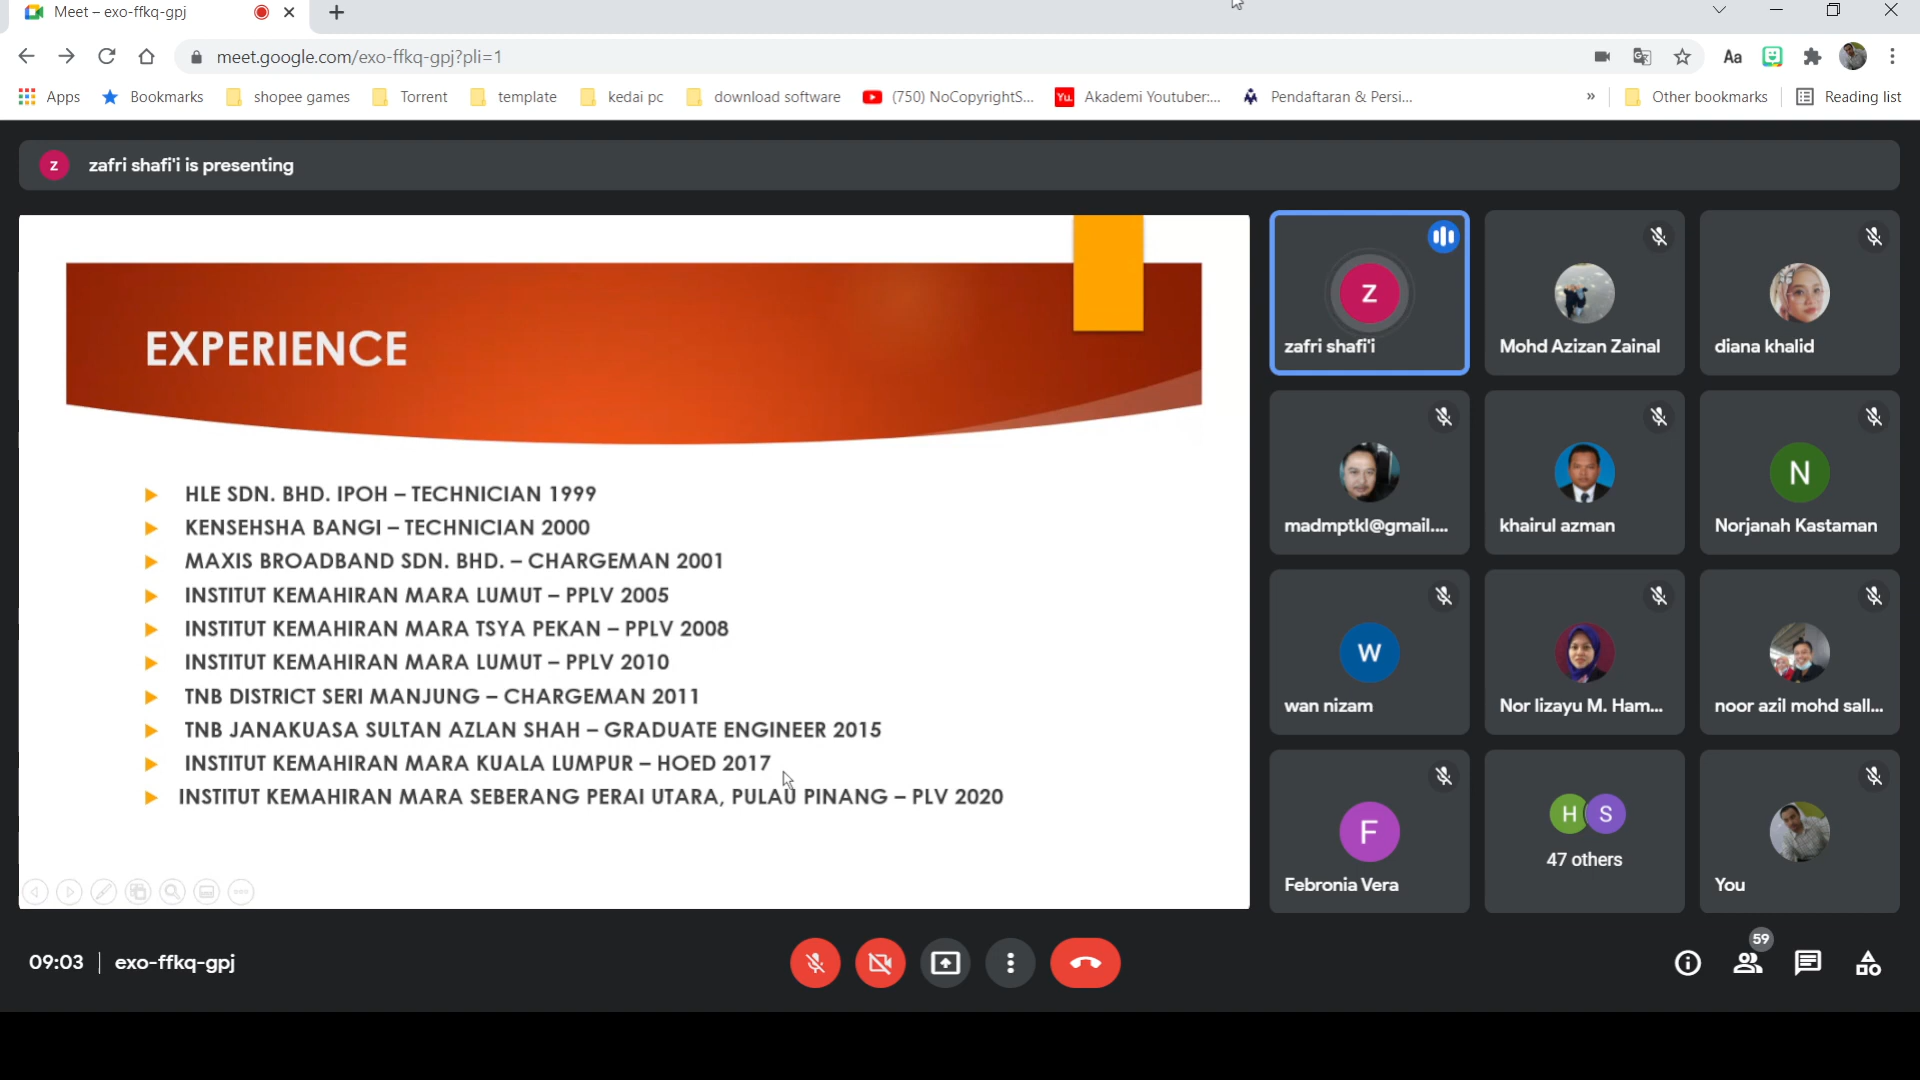 Meet – exo-ffkq-gpj
meet.google.com/exo-ffkq-gpj?pli=1
Aa
Apps
Bookmarks
shopee games
Torrent
template
kedai pc
download software
(750) NoCopyrightS...
Yu.
Akademi Youtuber:...
Pendaftaran & Persi...
»
Other bookmarks
Reading list
z
zafri shafi'i is presenting
EXPERIENCE
HLE SDN. BHD. IPOH – TECHNICIAN 1999
KENSEHSHA BANGI – TECHNICIAN 2000
MAXIS BROADBAND SDN. BHD. – CHARGEMAN 2001
INSTITUT KEMAHIRAN MARA LUMUT – PPLV 2005
INSTITUT KEMAHIRAN MARA TSYA PEKAN – PPLV 2008
INSTITUT KEMAHIRAN MARA LUMUT – PPLV 2010
TNB DISTRICT SERI MANJUNG – CHARGEMAN 2011
TNB JANAKUASA SULTAN AZLAN SHAH – GRADUATE ENGINEER 2015
INSTITUT KEMAHIRAN MARA KUALA LUMPUR – HOED 2017
INSTITUT KEMAHIRAN MARA SEBERANG PERAI UTARA, PULAU PINANG – PLV 2020
z
zafri shafi'i
Mohd Azizan Zainal
diana khalid
madmptkl@gmail....
khairul azman
N
Norjanah Kastaman
W
wan nizam
Nor lizayu M. Ham...
noor azil mohd sall...
F
Febronia Vera
H S
47 others
You
09:03 | exo-ffkq-gpj
59